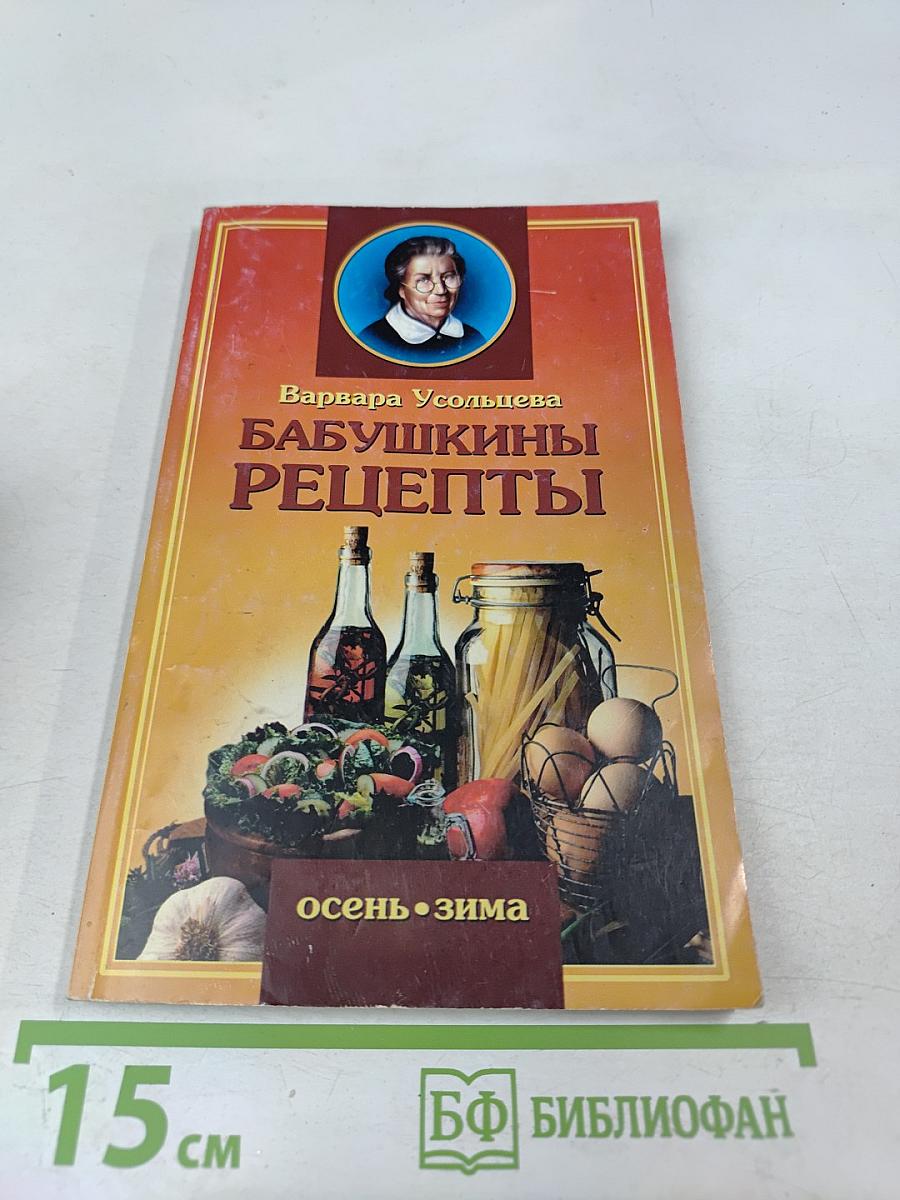 Варвара Усольцева
БАБУШКИНЫ
РЕЦЕПТЫ
осень•зима
15 см
БФ БИБЛИОФАН